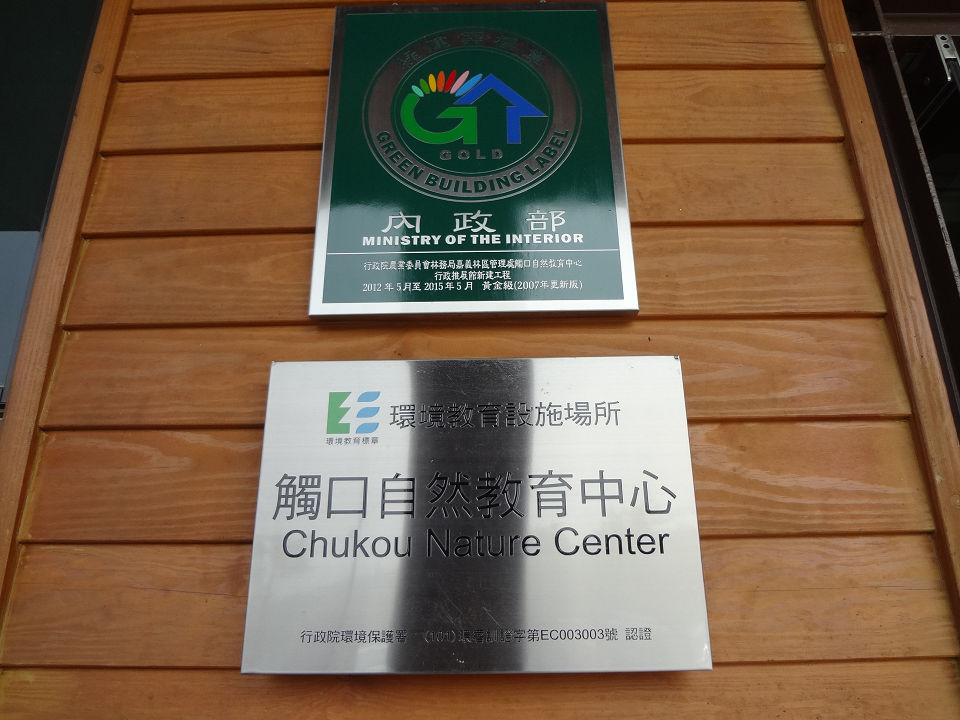 GOLD
GREEN BUILDING LABEL
內政部
MINISTRY OF THE INTERIOR
行政院農業委員會林務局嘉義林區管理處觸口自然教育中心
行政推展館新建工程
2012年5月至2015年5月 黃金級(2007年更新版)
環境教育設施場所
環境教育標章
觸口自然教育中心
Chukou Nature Center
行政院環境保護署 (101)環署訓證字第EC003003號 認證